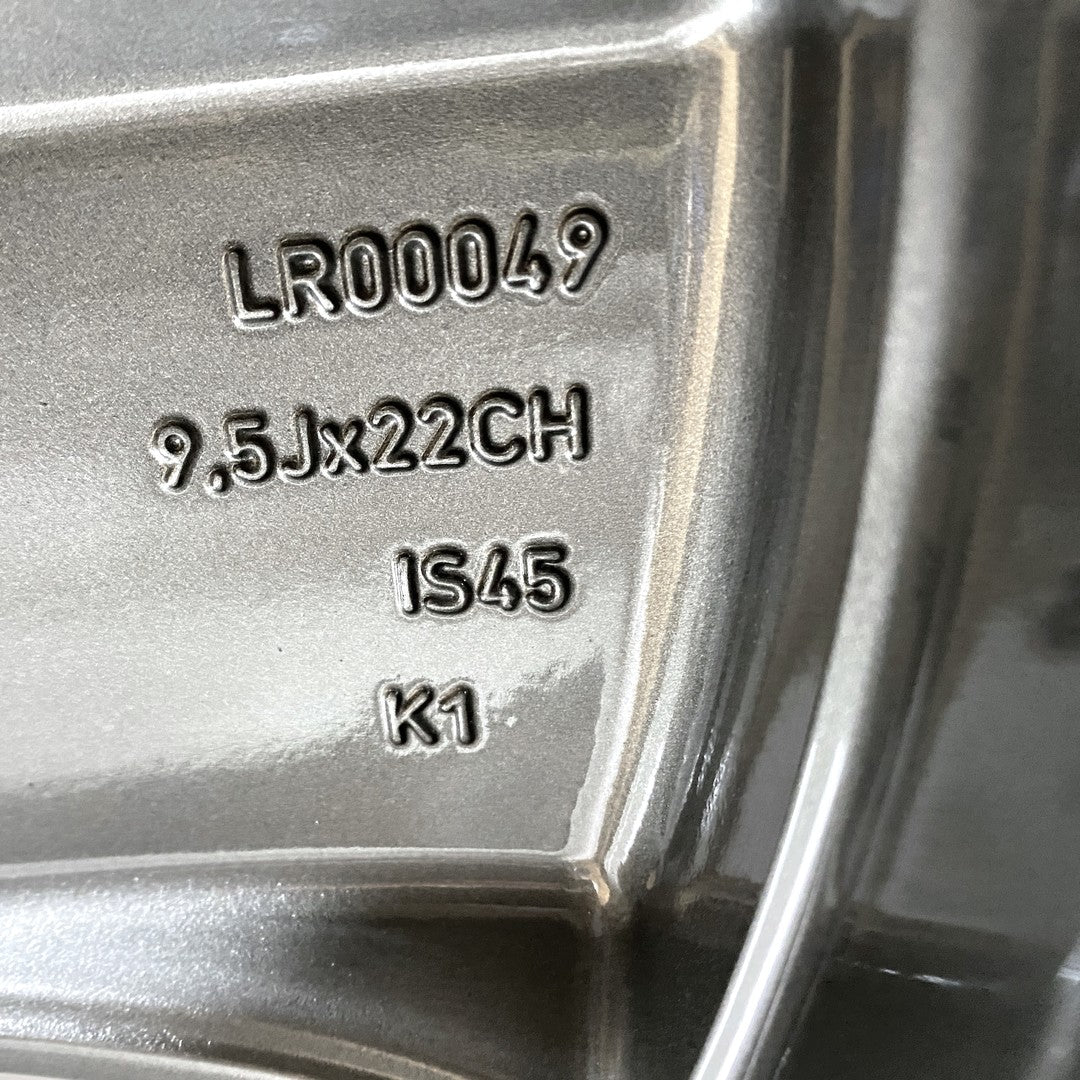 LR00049
9,5Jx22CH
IS45
K1